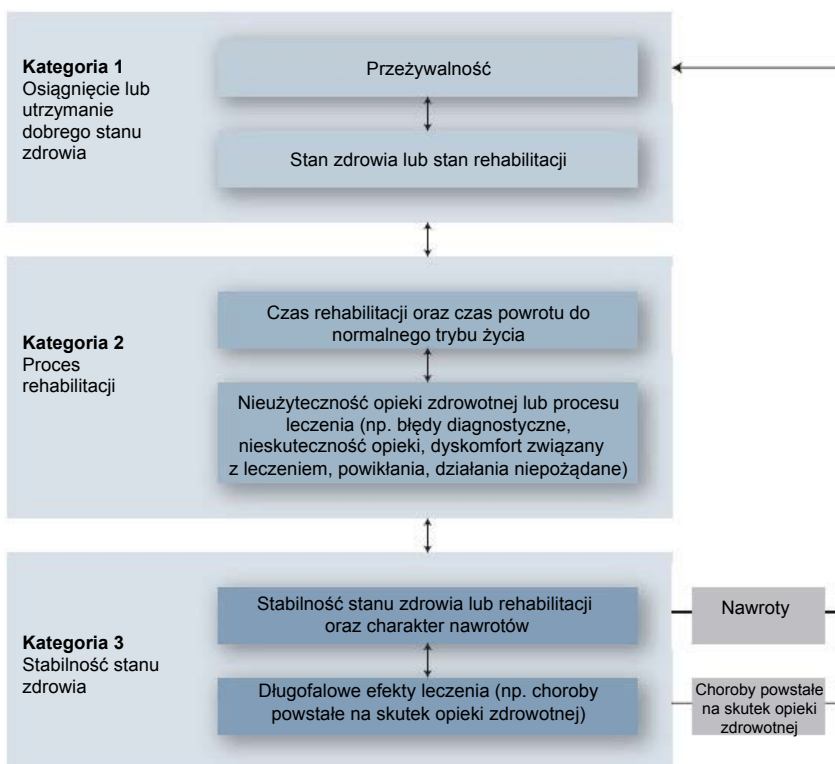 Kategoria 1
Osiągnięcie lub
utrzymanie
dobrego stanu
zdrowia
Przeżywalność
Stan zdrowia lub stan rehabilitacji
Kategoria 2
Proces
rehabilitacji
Czas rehabilitacji oraz czas powrotu do
normalnego trybu życia
Nieużyteczność opieki zdrowotnej lub procesu
leczenia (np. błędy diagnostyczne,
nieskuteczność opieki, dyskomfort związany
z leczeniem, powikłania, działania niepożądane)
Kategoria 3
Stabilność stanu
zdrowia
Stabilność stanu zdrowia lub rehabilitacji
oraz charakter nawrotów
Nawroty
Długofalowe efekty leczenia (np. choroby
powstałe na skutek opieki zdrowotnej)
Choroby powstałe
na skutek opieki
zdrowotnej